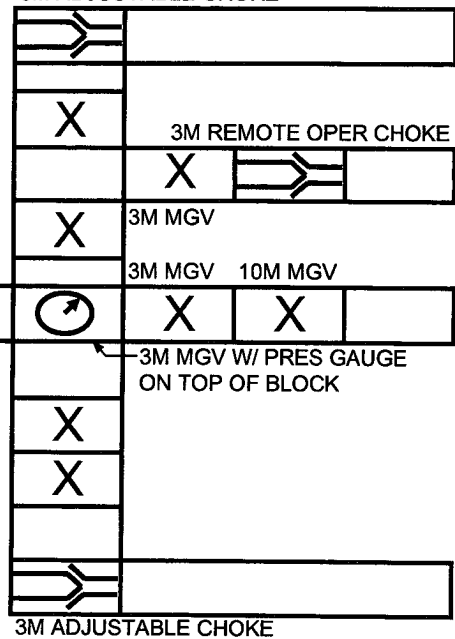 X
3M REMOTE OPER CHOKE
X
X
3M MGV
3M MGV 10M MGV
X X
3M MGV W/ PRES GAUGE
ON TOP OF BLOCK
X
X
3M ADJUSTABLE CHOKE